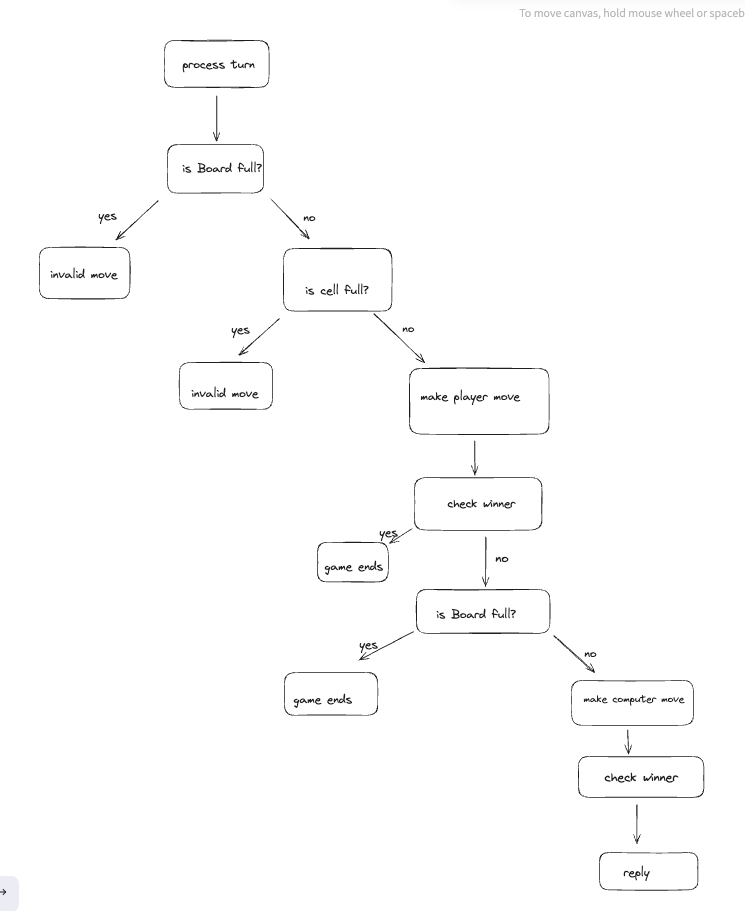 To move canvas, hold mouse wheel or spaceb
process turn
is Board full?
yes
no
invalid move
is cell full?
yes
no
invalid move
make player move
check winner
yes
game ends
no
is Board full?
yes
no
game ends
make computer move
check winner
reply